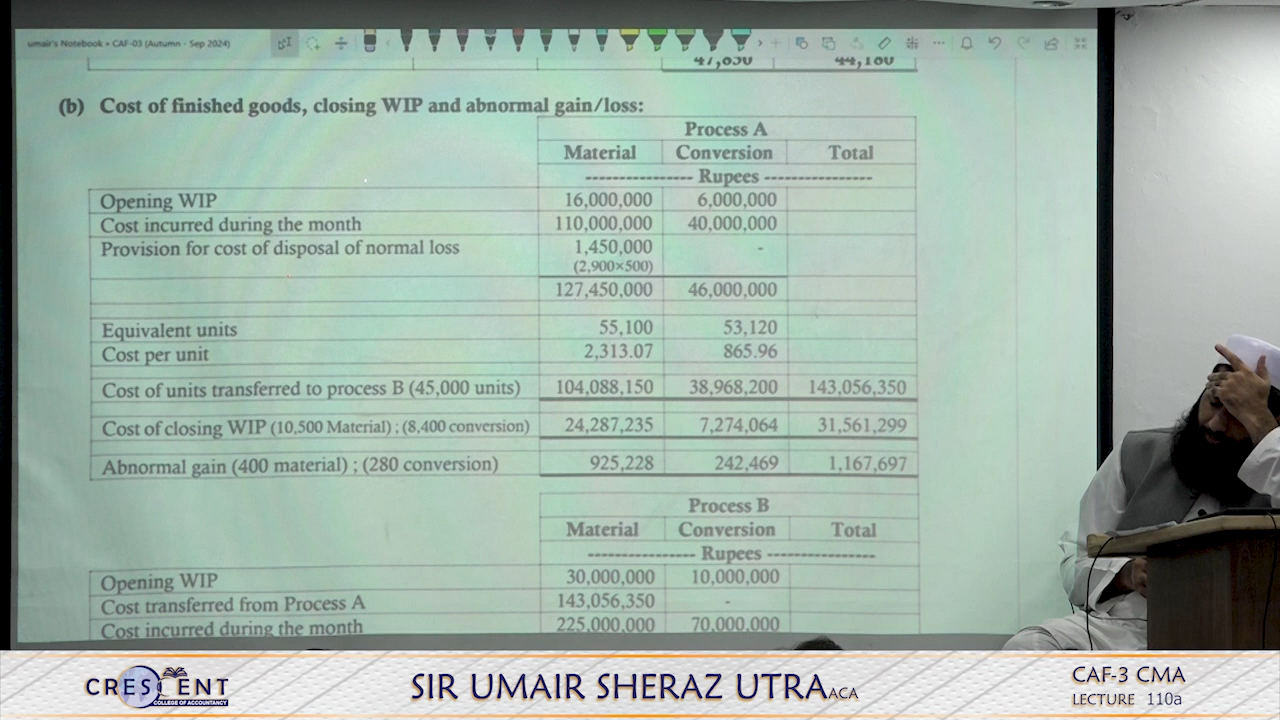 umair's Notebook • CAF-03 (Autumn - Sep 2024)
47,850 44,180
(b) Cost of finished goods, closing WIP and abnormal gain/loss:
Process A
Material Conversion Total
---------------- Rupees ----------------
Opening WIP 16,000,000 6,000,000
Cost incurred during the month 110,000,000 40,000,000
Provision for cost of disposal of normal loss 1,450,000 -
(2,900×500)
127,450,000 46,000,000
Equivalent units 55,100 53,120
Cost per unit 2,313.07 865.96
Cost of units transferred to process B (45,000 units) 104,088,150 38,968,200 143,056,350
Cost of closing WIP (10,500 Material) ; (8,400 conversion) 24,287,235 7,274,064 31,561,299
Abnormal gain (400 material) ; (280 conversion) 925,228 242,469 1,167,697
Process B
Material Conversion Total
---------------- Rupees ----------------
Opening WIP 30,000,000 10,000,000
Cost transferred from Process A 143,056,350 -
Cost incurred during the month 225,000,000 70,000,000
CRESCENT
COLLEGE OF ACCOUNTANCY
SIR UMAIR SHERAZ UTRA ACA
CAF-3 CMA
LECTURE 110a